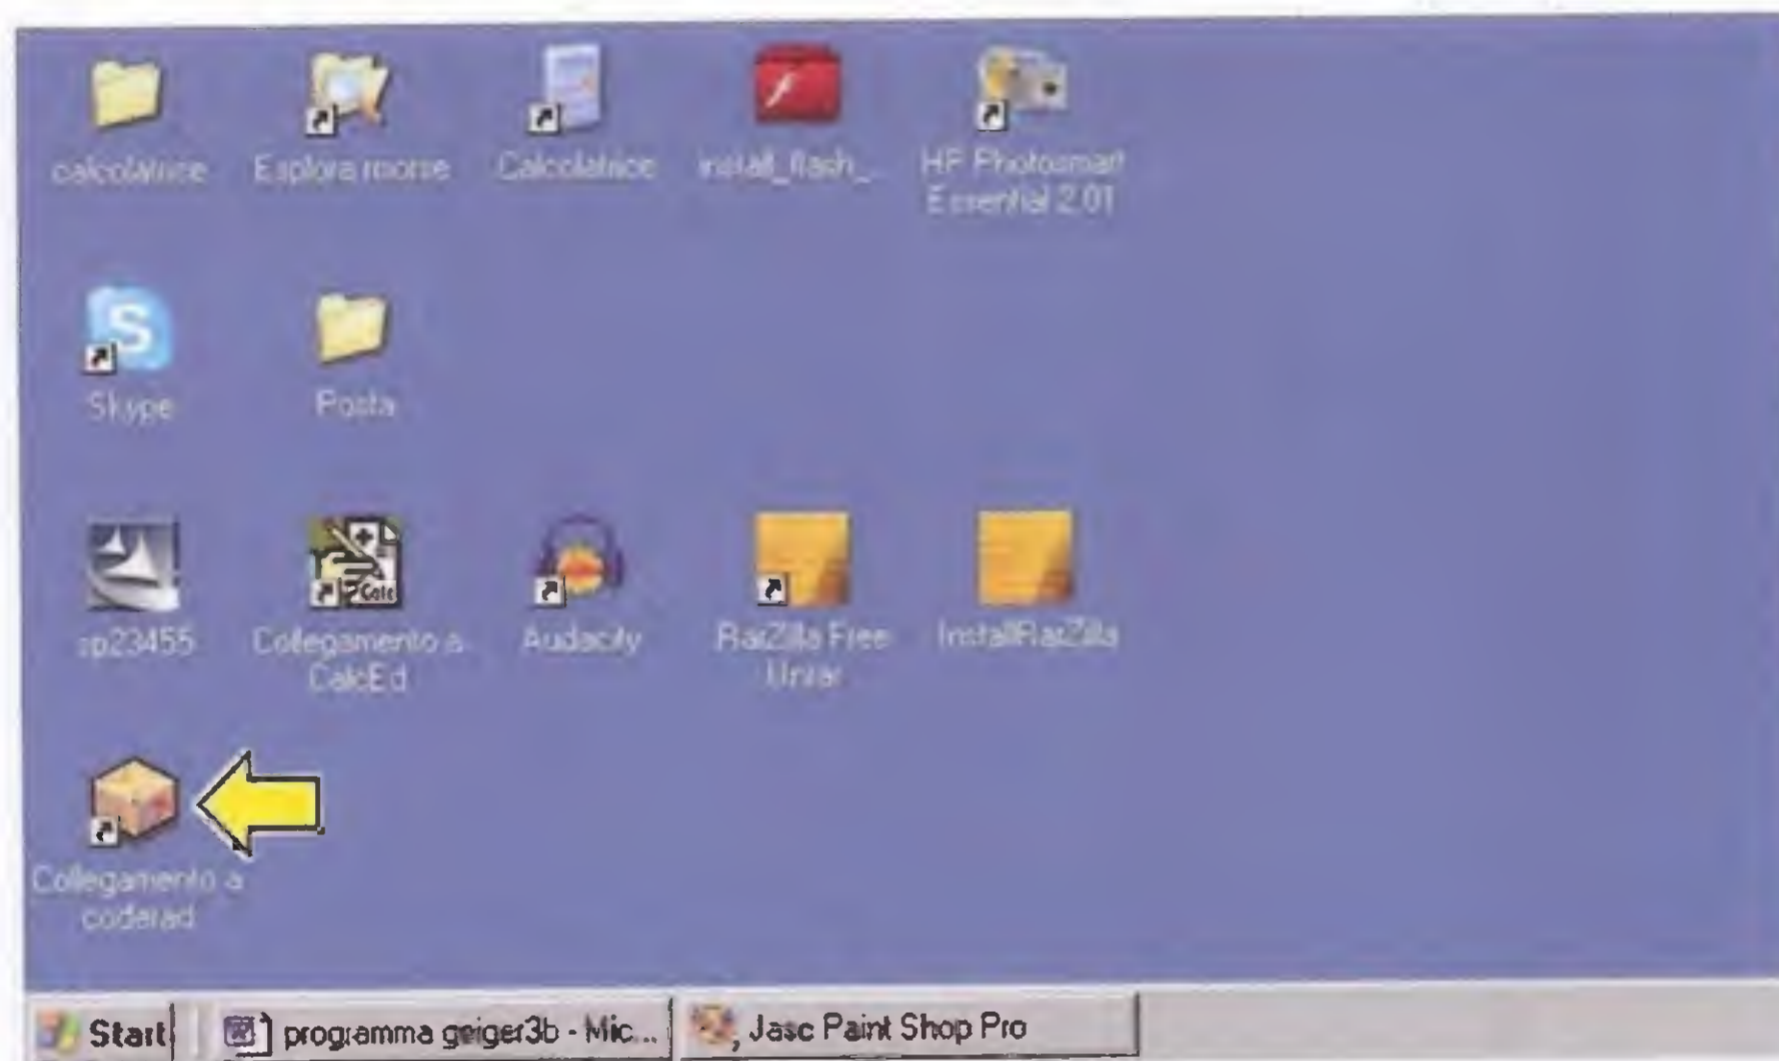 calcolatrice
Esplora risorse
Calcolatrice
install_flash_...
HP Photosmart
Essential 2.01
Skype
Posta
sp23455
Collegamento a
CalcEd
Audacity
RarZilla Free
Unrar
InstallRarZilla
Collegamento a
coderad
Start
programma geiger3b - Mic...
Jasc Paint Shop Pro